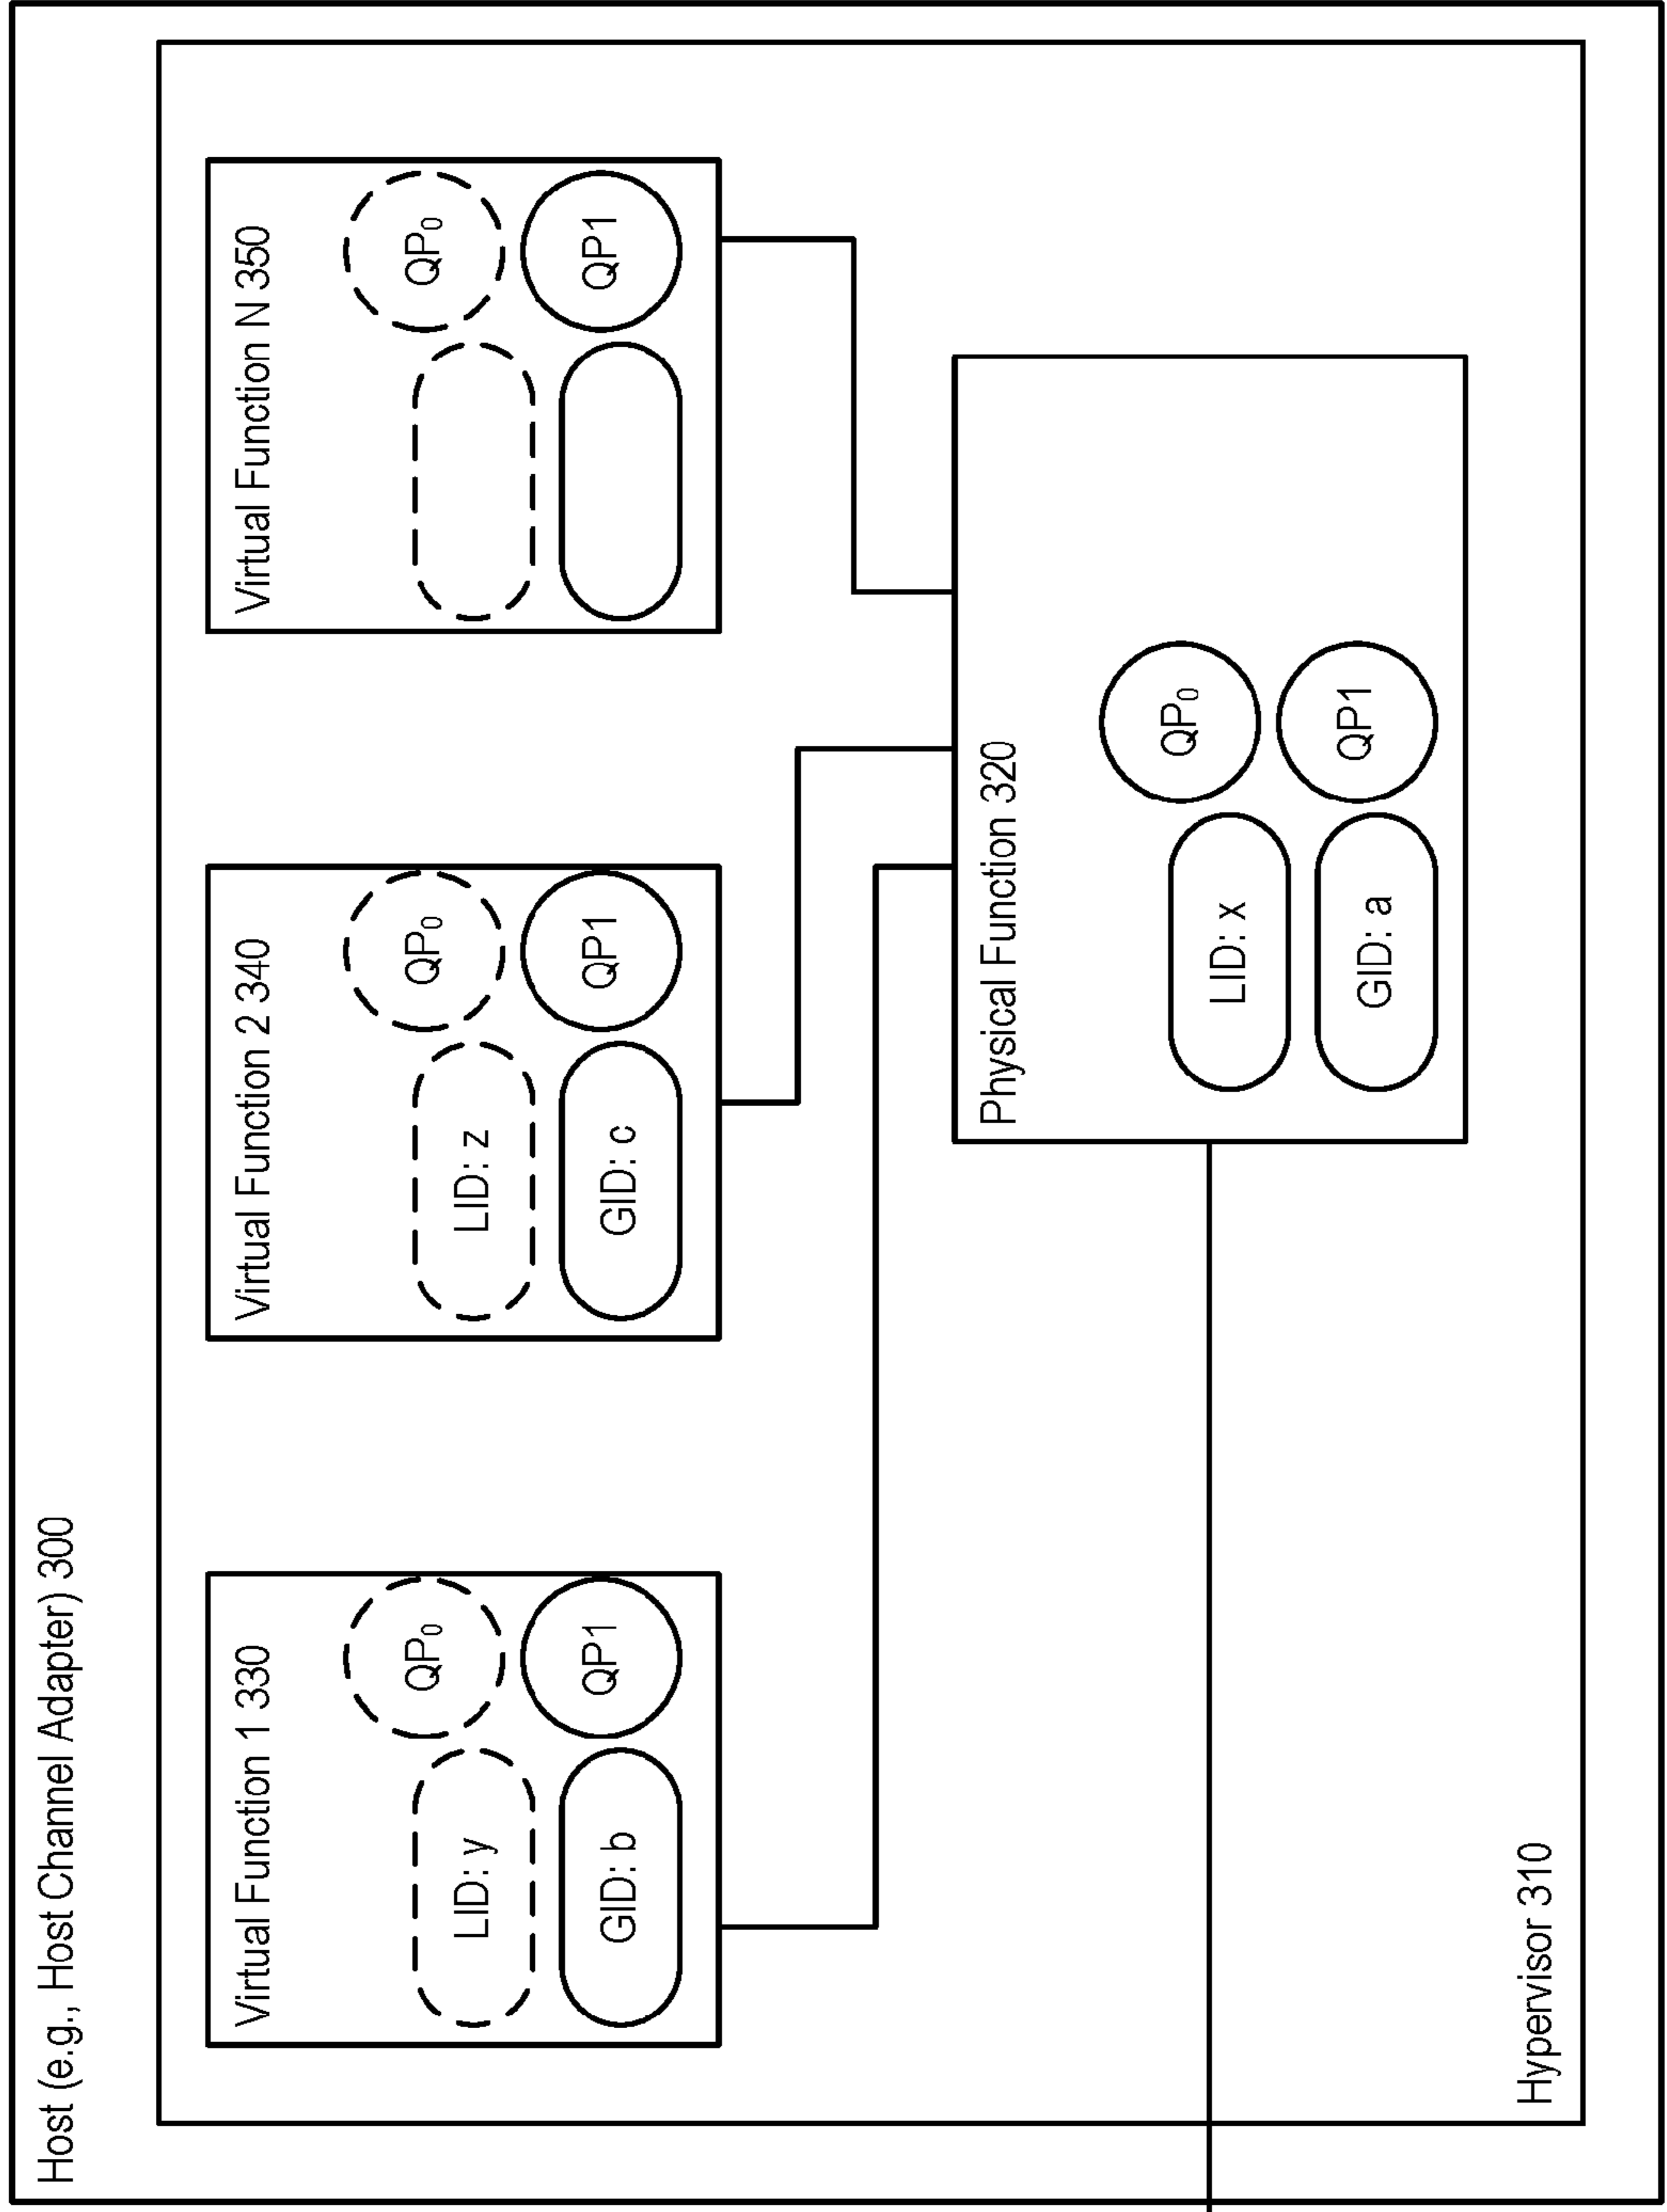 Host (e.g., Host Channel Adapter) 300
Virtual Function 1 330
QP0
LID: y
QP1
GID: b
Virtual Function 2 340
QP0
LID: z
QP1
GID: c
Virtual Function N 350
QP0
QP1
Physical Function 320
QP0
LID: x
QP1
GID: a
Hypervisor 310